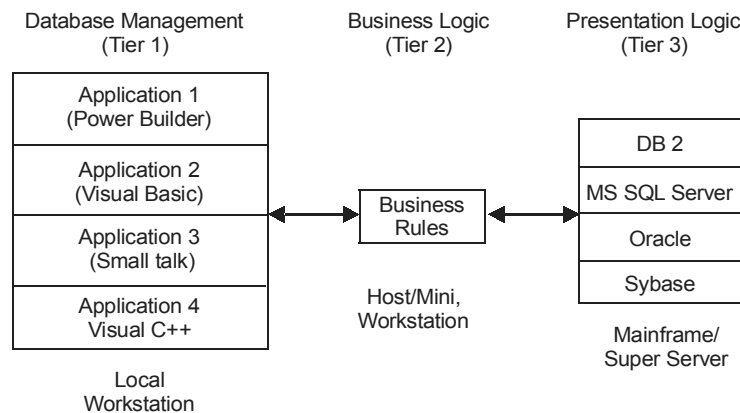 Database Management
(Tier 1)
Business Logic
(Tier 2)
Presentation Logic
(Tier 3)
Application 1
(Power Builder)
Application 2
(Visual Basic)
Application 3
(Small talk)
Application 4
Visual C++
Local
Workstation
Business
Rules
Host/Mini,
Workstation
DB 2
MS SQL Server
Oracle
Sybase
Mainframe/
Super Server